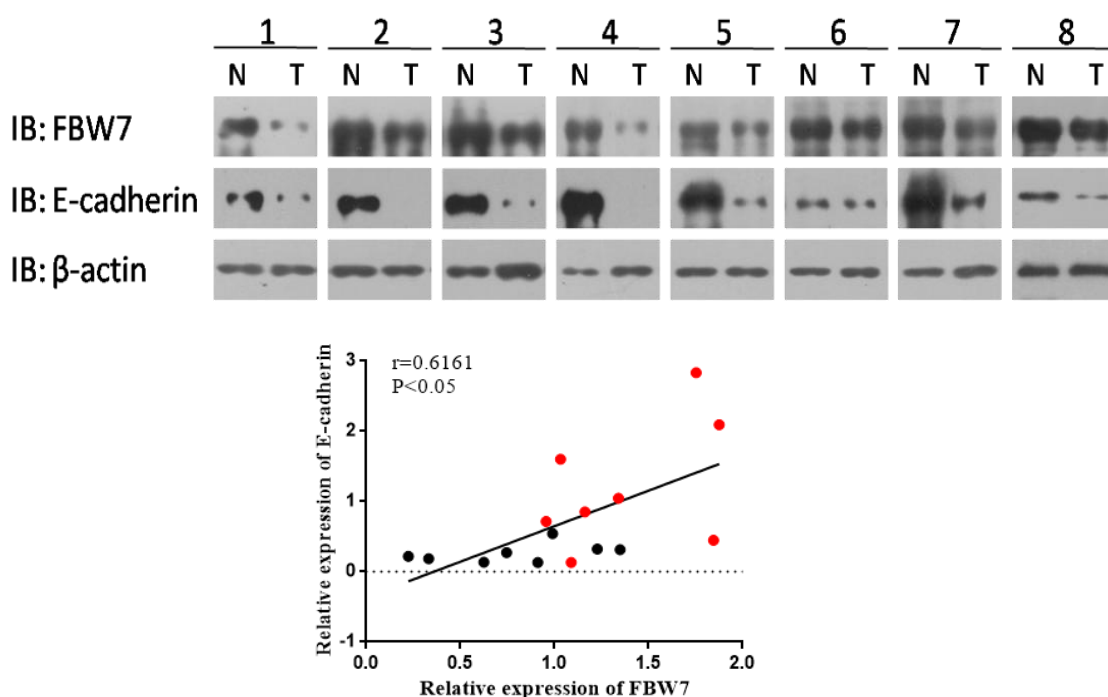 1 2 3 4 5 6 7 8
N T N T N T N T N T N T N T N T
IB: FBW7
IB: E-cadherin
IB: β-actin
r=0.6161
P<0.05
Relative expression of E-cadherin
3
2
1
0
-1
0.0 0.5 1.0 1.5 2.0
Relative expression of FBW7